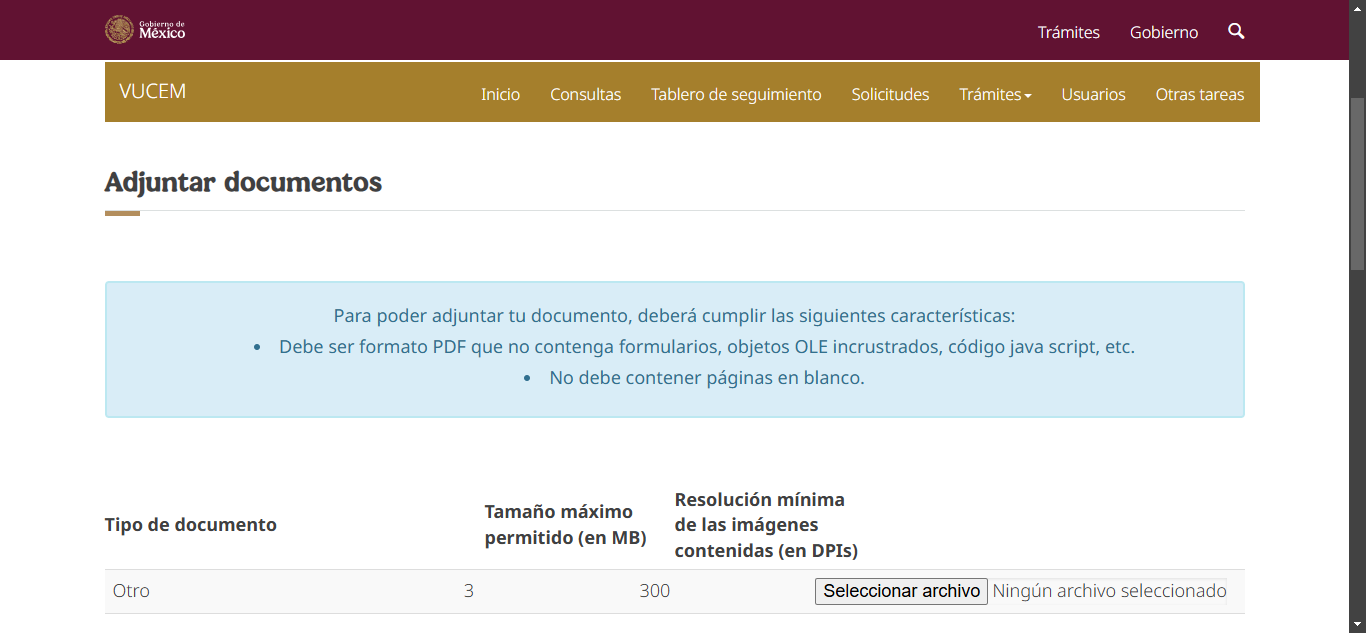 Gobierno de
México
Trámites
Gobierno
VUCEM
Inicio
Consultas
Tablero de seguimiento
Solicitudes
Trámites
Usuarios
Otras tareas
Adjuntar documentos
Para poder adjuntar tu documento, deberá cumplir las siguientes características:
• Debe ser formato PDF que no contenga formularios, objetos OLE incrustrados, código java script, etc.
• No debe contener páginas en blanco.
Tipo de documento
Tamaño máximo
permitido (en MB)
Resolución mínima
de las imágenes
contenidas (en DPIs)
Otro
3
300
Seleccionar archivo
Ningún archivo seleccionado